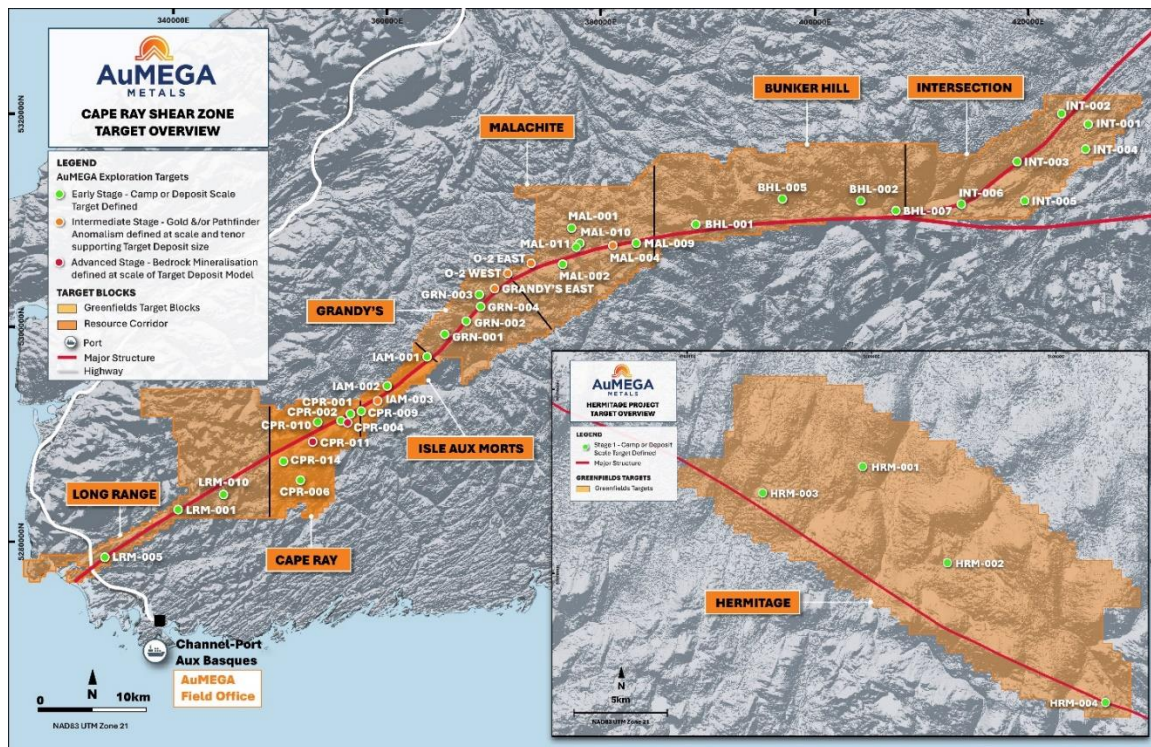 340000E
360000E
380000E
400000E
420000E
5320000N
5300000N
5280000N
AuMEGA
METALS
CAPE RAY SHEAR ZONE
TARGET OVERVIEW
LEGEND
AuMEGA Exploration Targets
Early Stage - Camp or Deposit Scale
Target Defined
Intermediate Stage - Gold &/or Pathfinder
Anomalism defined at scale and tenor
supporting Target Deposit size
Advanced Stage - Bedrock Mineralisation
defined at scale of Target Deposit Model
TARGET BLOCKS
Greenfields Target Blocks
Resource Corridor
Port
Major Structure
Highway
BUNKER HILL
INTERSECTION
MALACHITE
GRANDY'S
ISLE AUX MORTS
LONG RANGE
CAPE RAY
INT-002
INT-001
INT-004
INT-003
INT-006
INT-005
BHL-005
BHL-002
BHL-007
BHL-001
MAL-001
MAL-010
MAL-011
MAL-009
MAL-004
MAL-002
O-2 EAST
O-2 WEST
GRANDY'S EAST
GRN-003
GRN-004
GRN-002
GRN-001
IAM-001
IAM-002
IAM-003
CPR-001
CPR-002
CPR-009
CPR-010
CPR-004
CPR-011
CPR-014
CPR-006
LRM-010
LRM-001
LRM-005
Channel-Port
Aux Basques
AuMEGA
Field Office
0
10km
N
NAD83 UTM Zone 21
AuMEGA
METALS
HERMITAGE PROJECT
TARGET OVERVIEW
LEGEND
Stage 1 - Camp or Deposit
Scale Target Defined
Major Structure
GREENFIELDS TARGETS
Greenfields Targets
HRM-001
HRM-003
HRM-002
HERMITAGE
HRM-004
N
5km
NAD83 UTM Zone 21